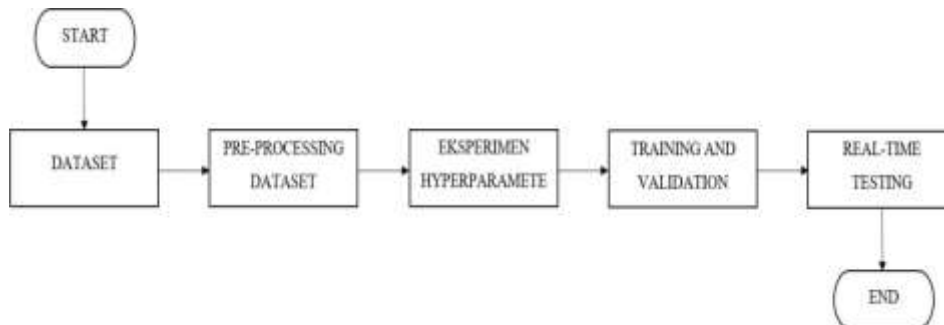 START
DATASET
PRE-PROCESSING
DATASET
EKSPERIMEN
HYPERPARAMETE
TRAINING AND
VALIDATION
REAL-TIME
TESTING
END